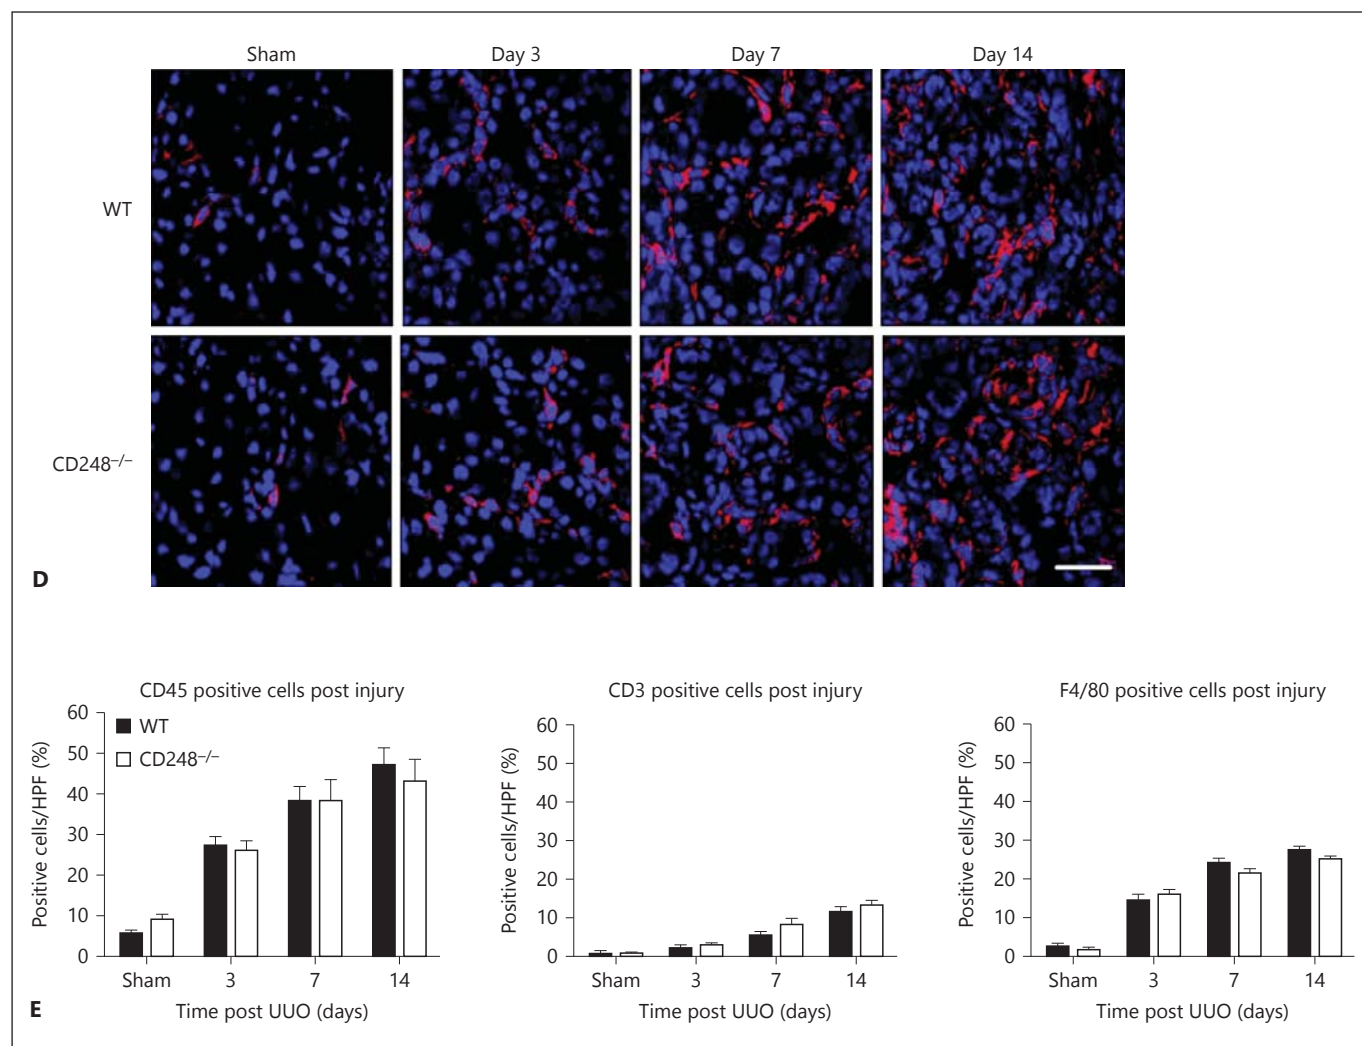 Sham Day 3 Day 7 Day 14
WT
CD248–/–
D
CD45 positive cells post injury
Positive cells/HPF (%)
60
50
40
30
20
10
0
WT
CD248–/–
Sham 3 7 14
Time post UUO (days)
CD3 positive cells post injury
Positive cells/HPF (%)
60
50
40
30
20
10
0
Sham 3 7 14
Time post UUO (days)
F4/80 positive cells post injury
Positive cells/HPF (%)
60
50
40
30
20
10
0
Sham 3 7 14
Time post UUO (days)
E